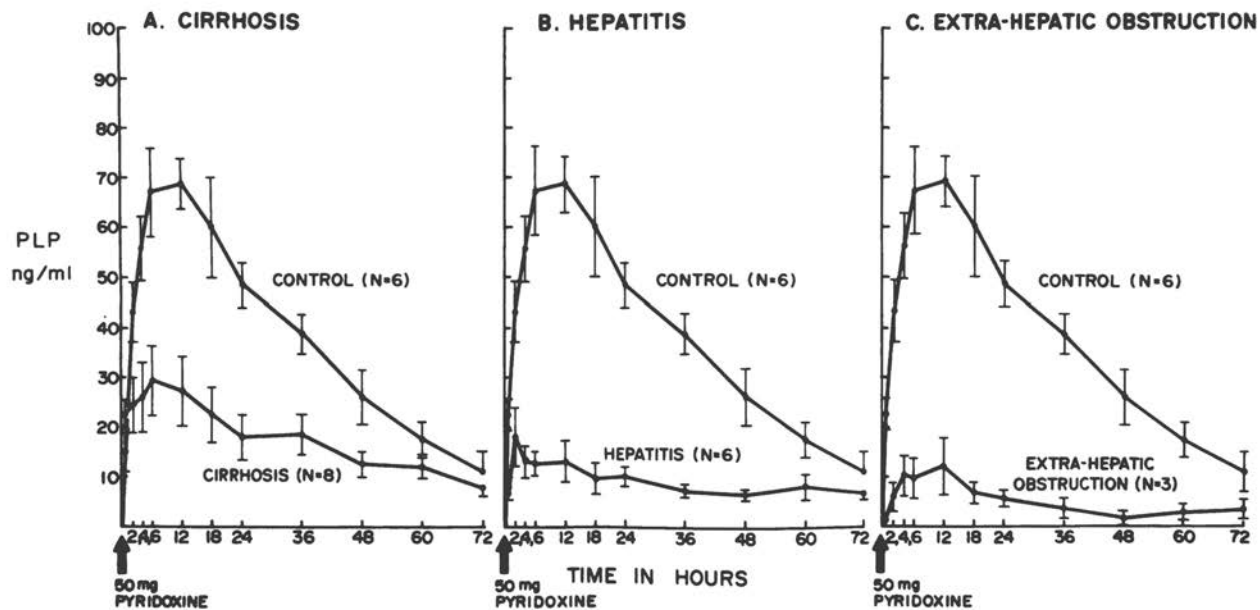 A. CIRRHOSIS
B. HEPATITIS
C. EXTRA-HEPATIC OBSTRUCTION
100
90
80
70
60
50
40
30
20
10
PLP
ng/ml
CONTROL (N=6)
CIRRHOSIS (N=8)
CONTROL (N=6)
HEPATITIS (N=6)
CONTROL (N=6)
EXTRA-HEPATIC
OBSTRUCTION (N=3)
2,4,6 12 18 24 36 48 60 72
2,4,6 12 18 24 36 48 60 72
2,4,6 12 18 24 36 48 60 72
TIME IN HOURS
50 mg
PYRIDOXINE
50 mg
PYRIDOXINE
50 mg
PYRIDOXINE